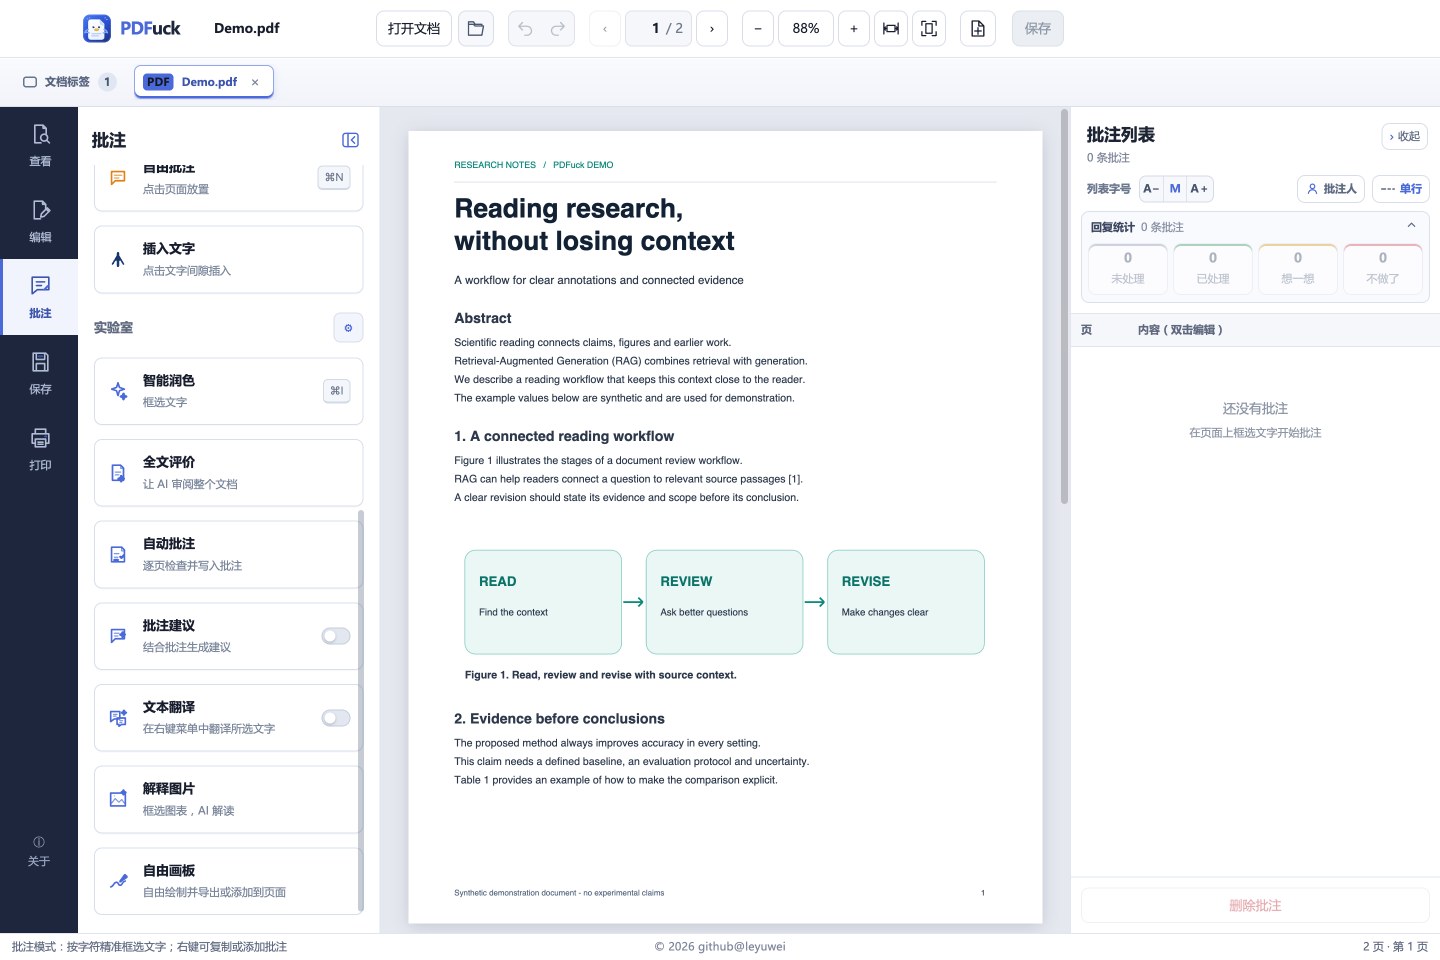 PDFuck
Demo.pdf
打开文档
‹
1 / 2
›
−
88%
+
保存
文档标签 1
PDF Demo.pdf ×
查看
编辑
批注
保存
打印
关于
批注
自由批注
点击页面放置
⌘N
插入文字
点击文字间隙插入
实验室
智能润色
框选文字
⌘I
全文评价
让 AI 审阅整个文档
自动批注
逐页检查并写入批注
批注建议
结合批注生成建议
文本翻译
在右键菜单中翻译所选文字
解释图片
框选图表，AI 解读
自由画板
自由绘制并导出或添加到页面
RESEARCH NOTES / PDFuck DEMO
Reading research,
without losing context
A workflow for clear annotations and connected evidence
Abstract
Scientific reading connects claims, figures and earlier work.
Retrieval-Augmented Generation (RAG) combines retrieval with generation.
We describe a reading workflow that keeps this context close to the reader.
The example values below are synthetic and are used for demonstration.
1. A connected reading workflow
Figure 1 illustrates the stages of a document review workflow.
RAG can help readers connect a question to relevant source passages [1].
A clear revision should state its evidence and scope before its conclusion.
READ
Find the context
REVIEW
Ask better questions
REVISE
Make changes clear
Figure 1. Read, review and revise with source context.
2. Evidence before conclusions
The proposed method always improves accuracy in every setting.
This claim needs a defined baseline, an evaluation protocol and uncertainty.
Table 1 provides an example of how to make the comparison explicit.
Synthetic demonstration document - no experimental claims
1
批注列表
› 收起
0 条批注
列表字号 A− M A+
批注人
--- 单行
回复统计 0 条批注
0 未处理
0 已处理
0 想一想
0 不做了
页 内容（双击编辑）
还没有批注
在页面上框选文字开始批注
删除批注
批注模式：按字符精准框选文字；右键可复制或添加批注
© 2026 github@leyuwei
2 页 · 第 1 页